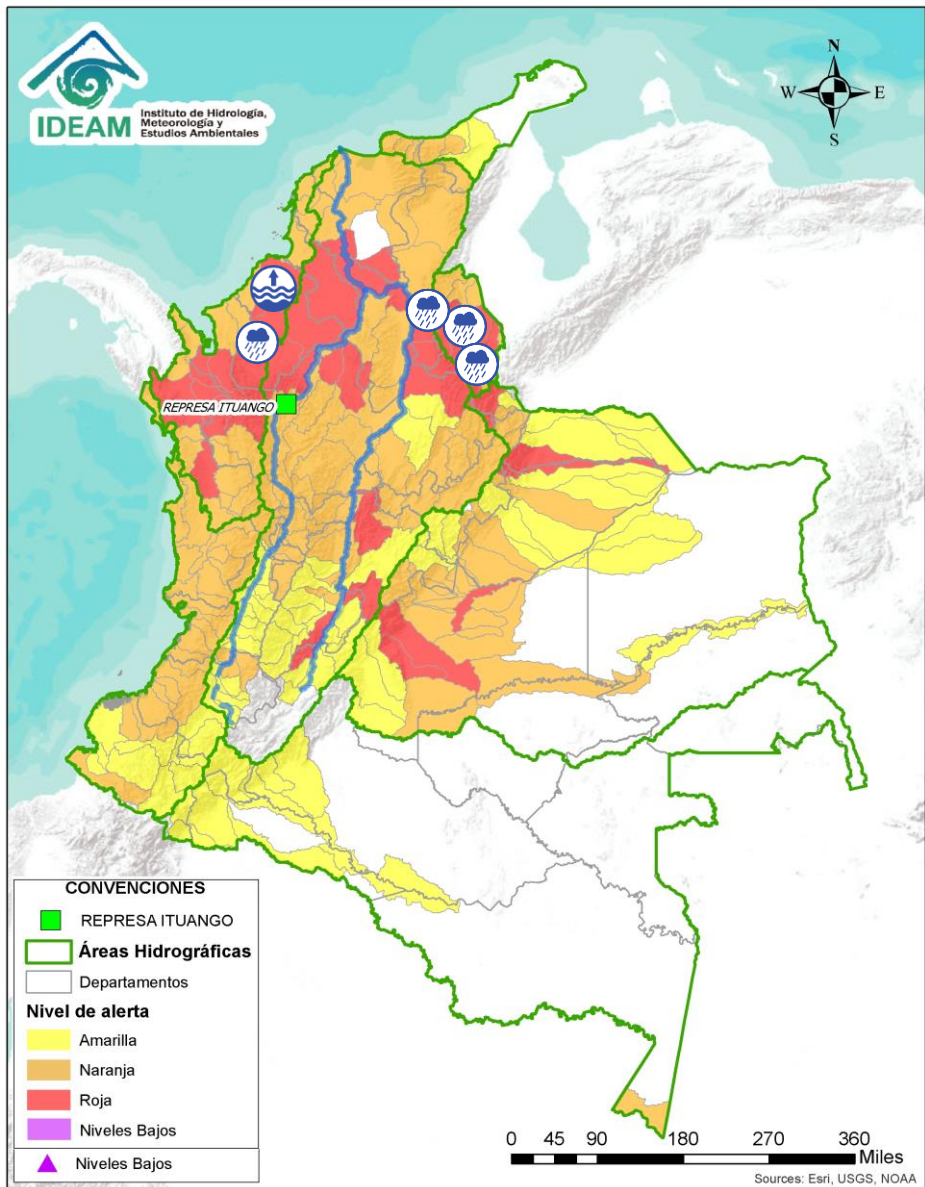 IDEAM
Instituto de Hidrología,
Meteorología y
Estudios Ambientales
N
W
E
S
REPRESA ITUANGO
CONVENCIONES
REPRESA ITUANGO
Áreas Hidrográficas
Departamentos
Nivel de alerta
Amarilla
Naranja
Roja
Niveles Bajos
Niveles Bajos
0 45 90 180 270 360
Miles
Sources: Esri, USGS, NOAA